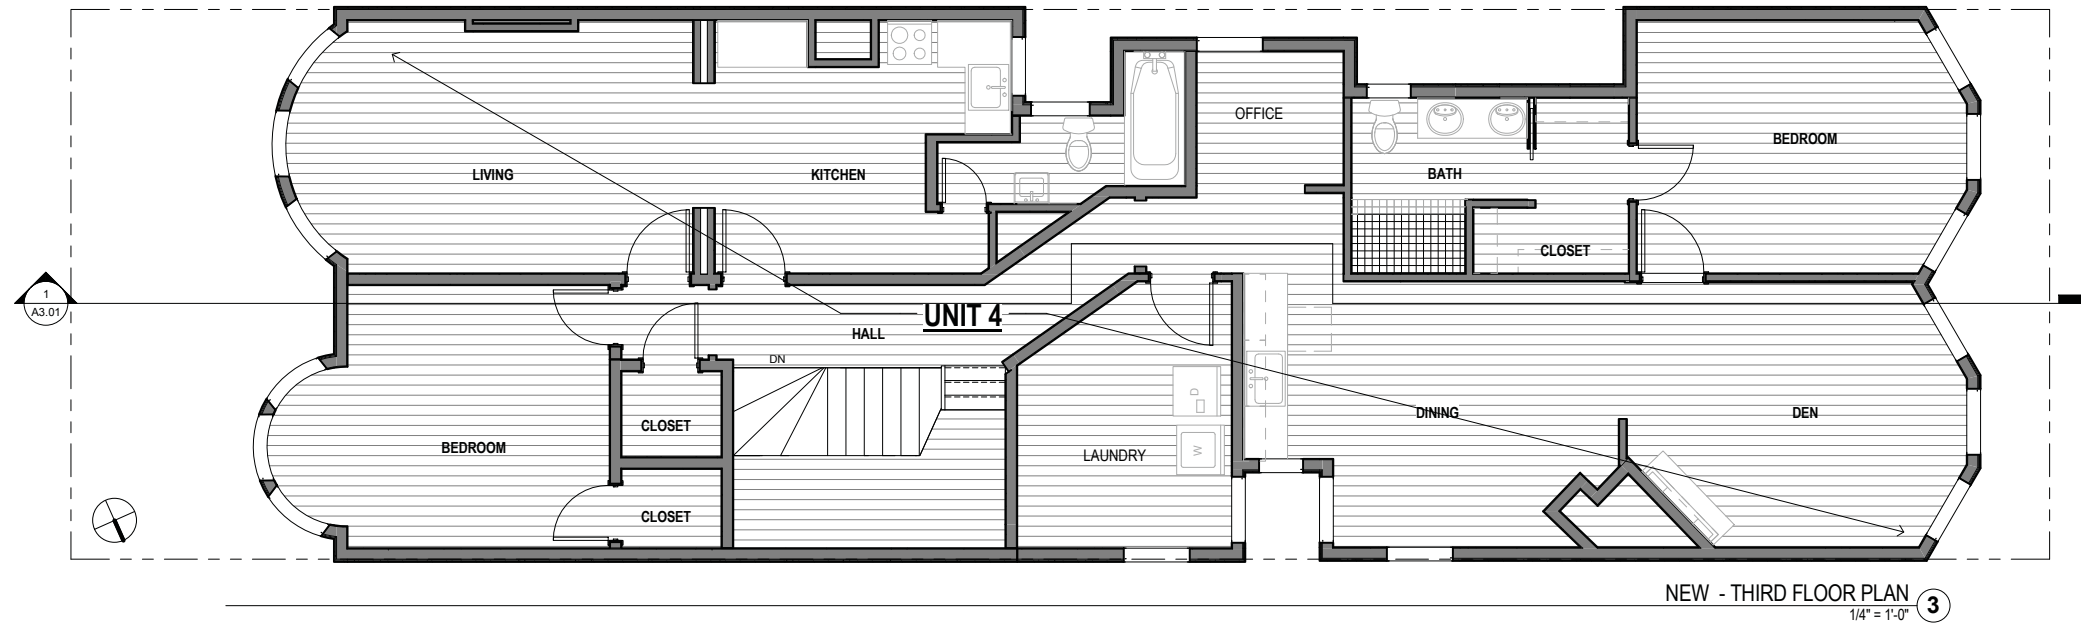 OFFICE
BEDROOM
LIVING
KITCHEN
BATH
CLOSET
1
A3.01
UNIT 4
HALL
DN
D
DINING
DEN
CLOSET
BEDROOM
W
LAUNDRY
CLOSET
NEW - THIRD FLOOR PLAN
3
1/4" = 1'-0"